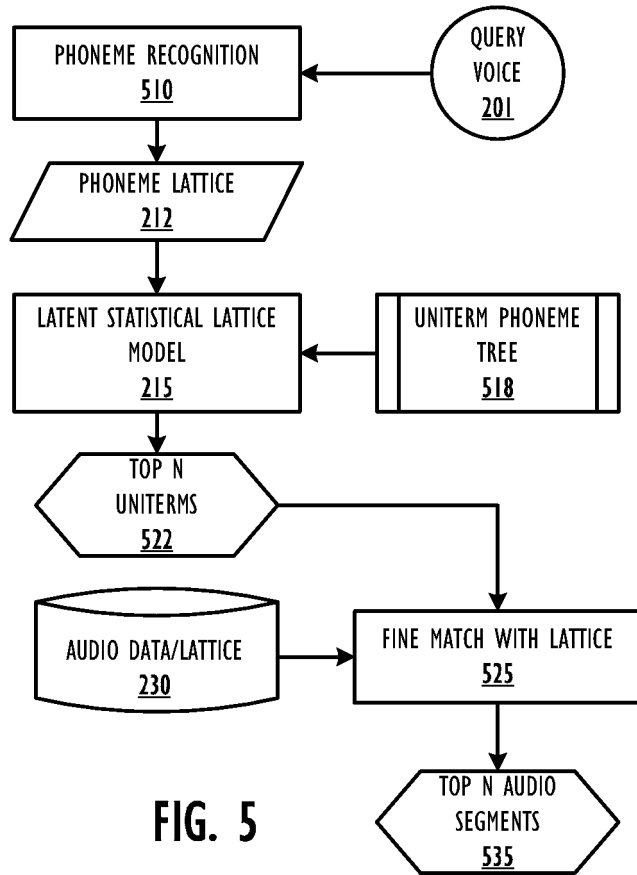 PHONEME RECOGNITION
510
QUERY
VOICE
201
PHONEME LATTICE
212
LATENT STATISTICAL LATTICE
MODEL
215
UNITERM PHONEME
TREE
518
TOP N
UNITERMS
522
AUDIO DATA/LATTICE
230
FINE MATCH WITH LATTICE
525
TOP N AUDIO
SEGMENTS
535
FIG. 5